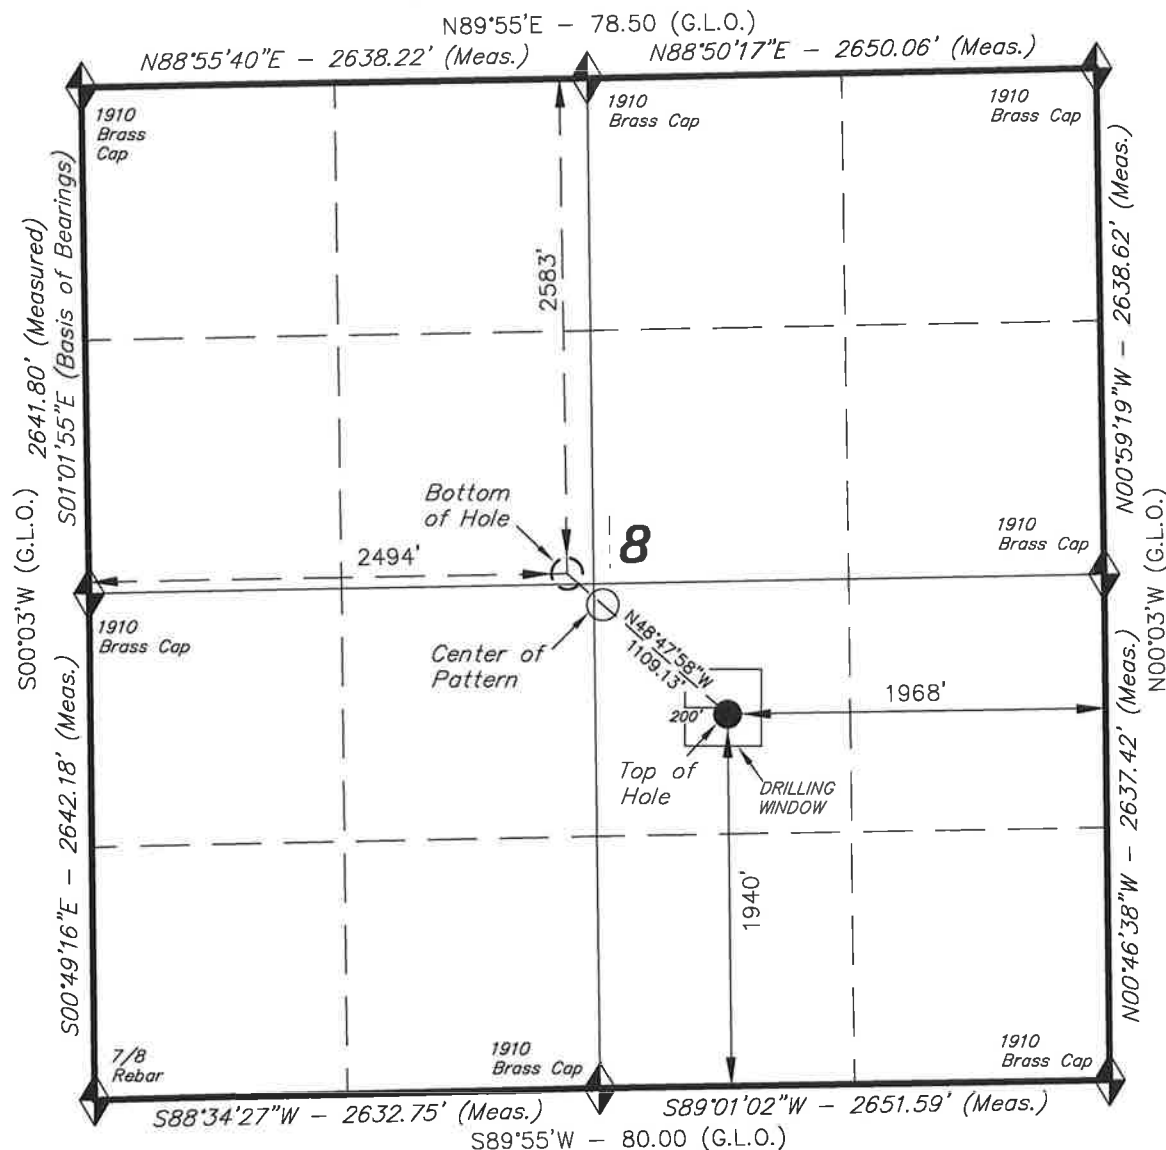 N89°55'E - 78.50 (G.L.O.)
N88°55'40"E - 2638.22' (Meas.)
N88°50'17"E - 2650.06' (Meas.)
1910
Brass
Cap
1910
Brass Cap
1910
Brass Cap
2641.80' (Measured)
S01°01'55"E (Basis of Bearings)
S00°03'W (G.L.O.)
2583'
N00°59'19"W - 2638.62' (Meas.)
N00°03'W (G.L.O.)
Bottom
of Hole
8
2494'
1910
Brass Cap
1910
Brass Cap
Center of
Pattern
N48°47'58"W
1109.13'
200'
1968'
Top of
Hole
DRILLING
WINDOW
S00°49'16"E - 2642.18' (Meas.)
1940'
N00°46'38"W - 2637.42' (Meas.)
7/8
Rebar
1910
Brass Cap
1910
Brass Cap
S88°34'27"W - 2632.75' (Meas.)
S89°01'02"W - 2651.59' (Meas.)
S89°55'W - 80.00 (G.L.O.)